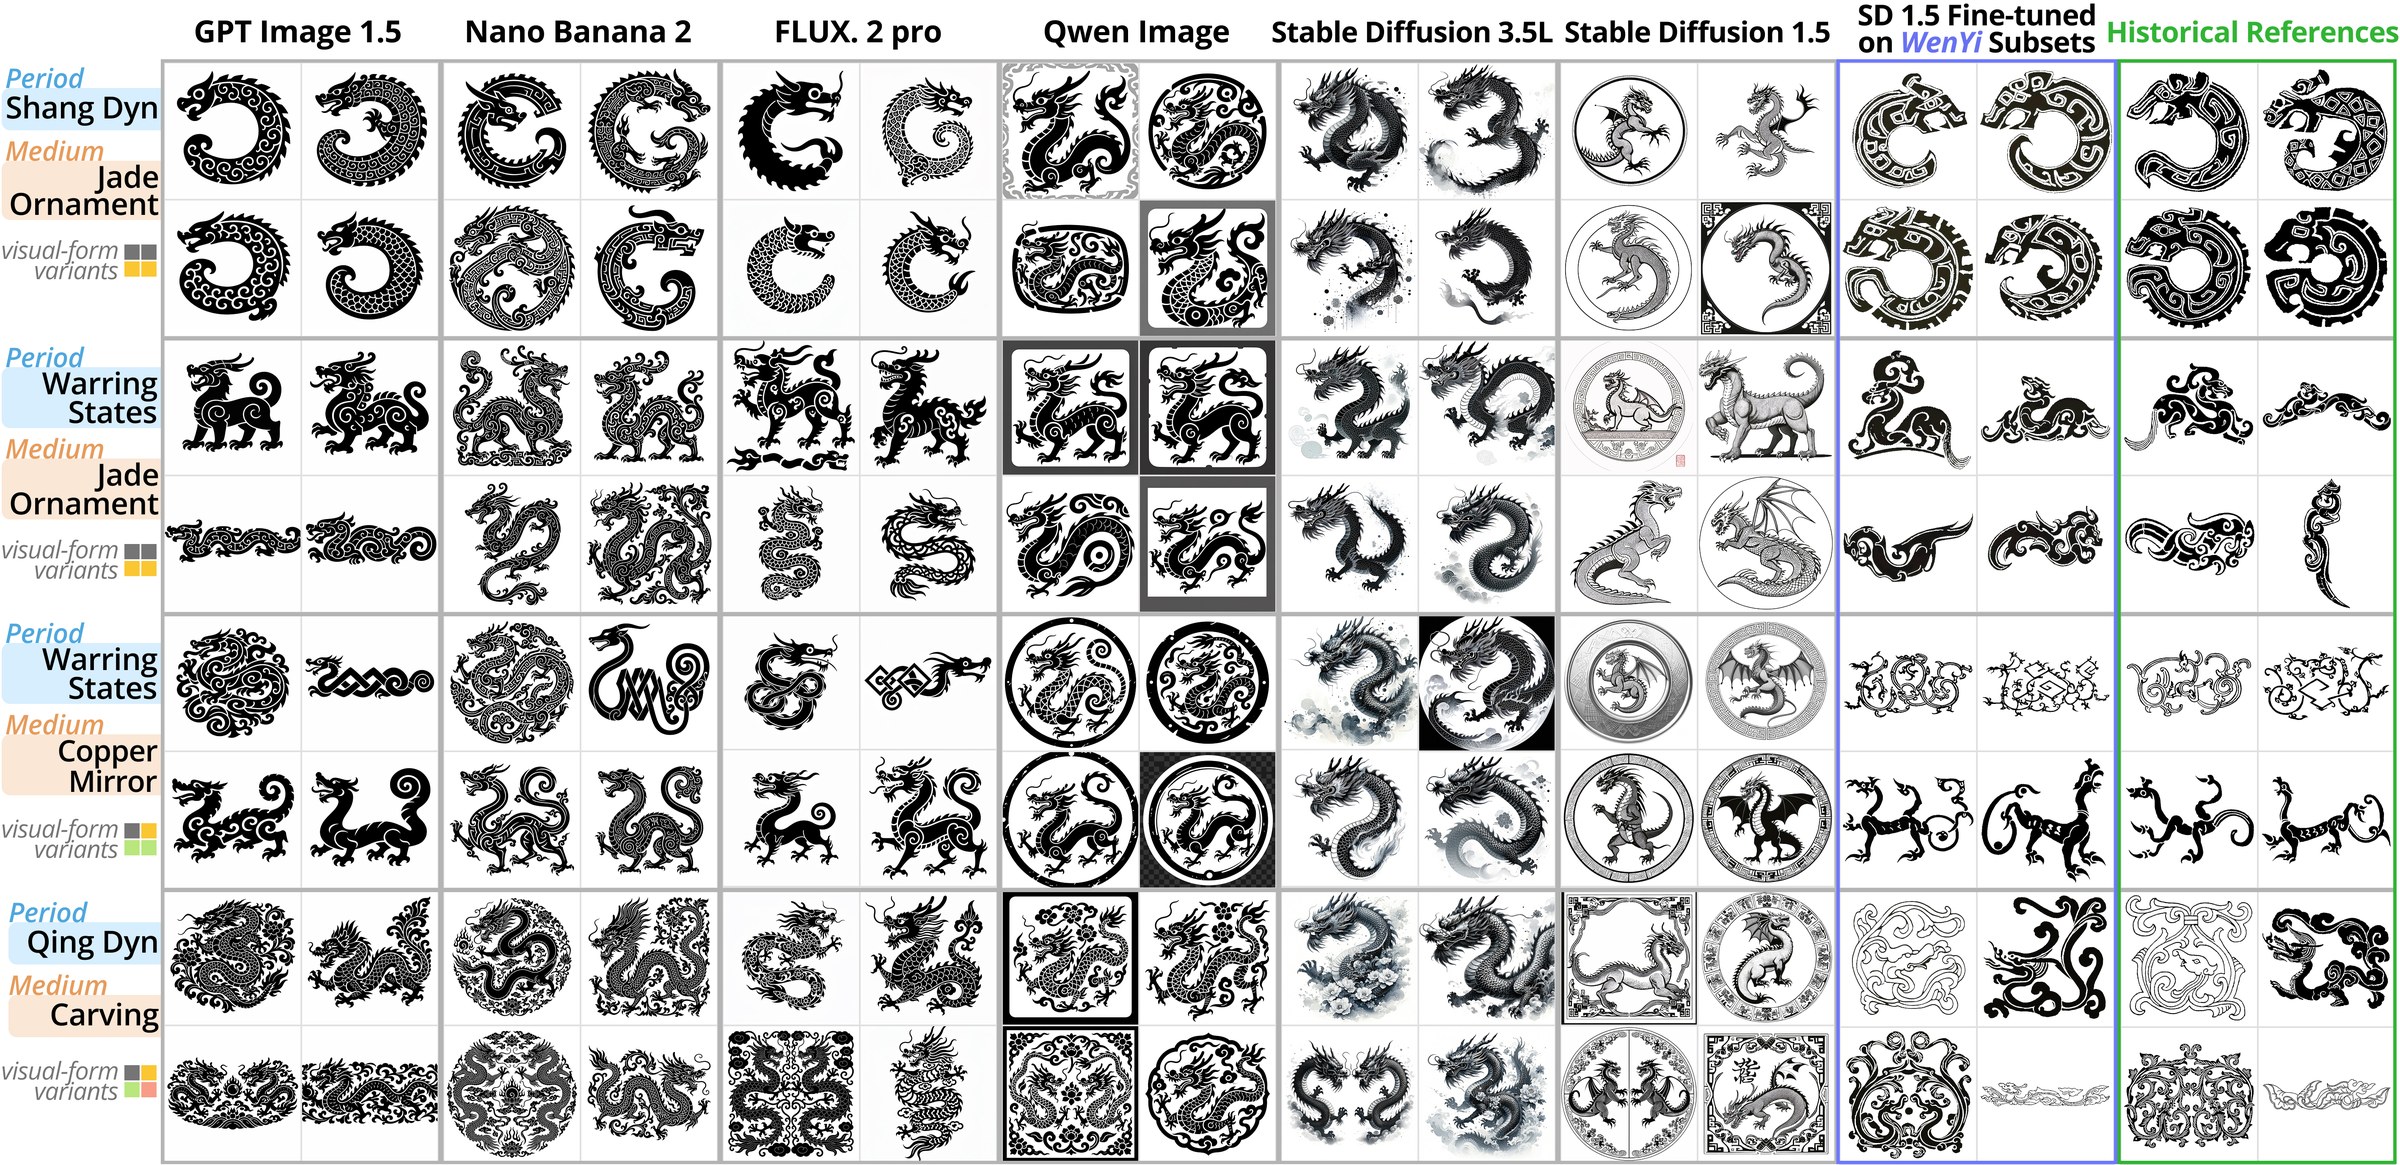 GPT Image 1.5
Nano Banana 2
FLUX. 2 pro
Qwen Image
Stable Diffusion 3.5L
Stable Diffusion 1.5
SD 1.5 Fine-tuned
on WenYi Subsets
Historical References
Period
Shang Dyn
Medium
Jade
Ornament
visual-form
variants
Period
Warring
States
Medium
Jade
Ornament
visual-form
variants
Period
Warring
States
Medium
Copper
Mirror
visual-form
variants
Period
Qing Dyn
Medium
Carving
visual-form
variants